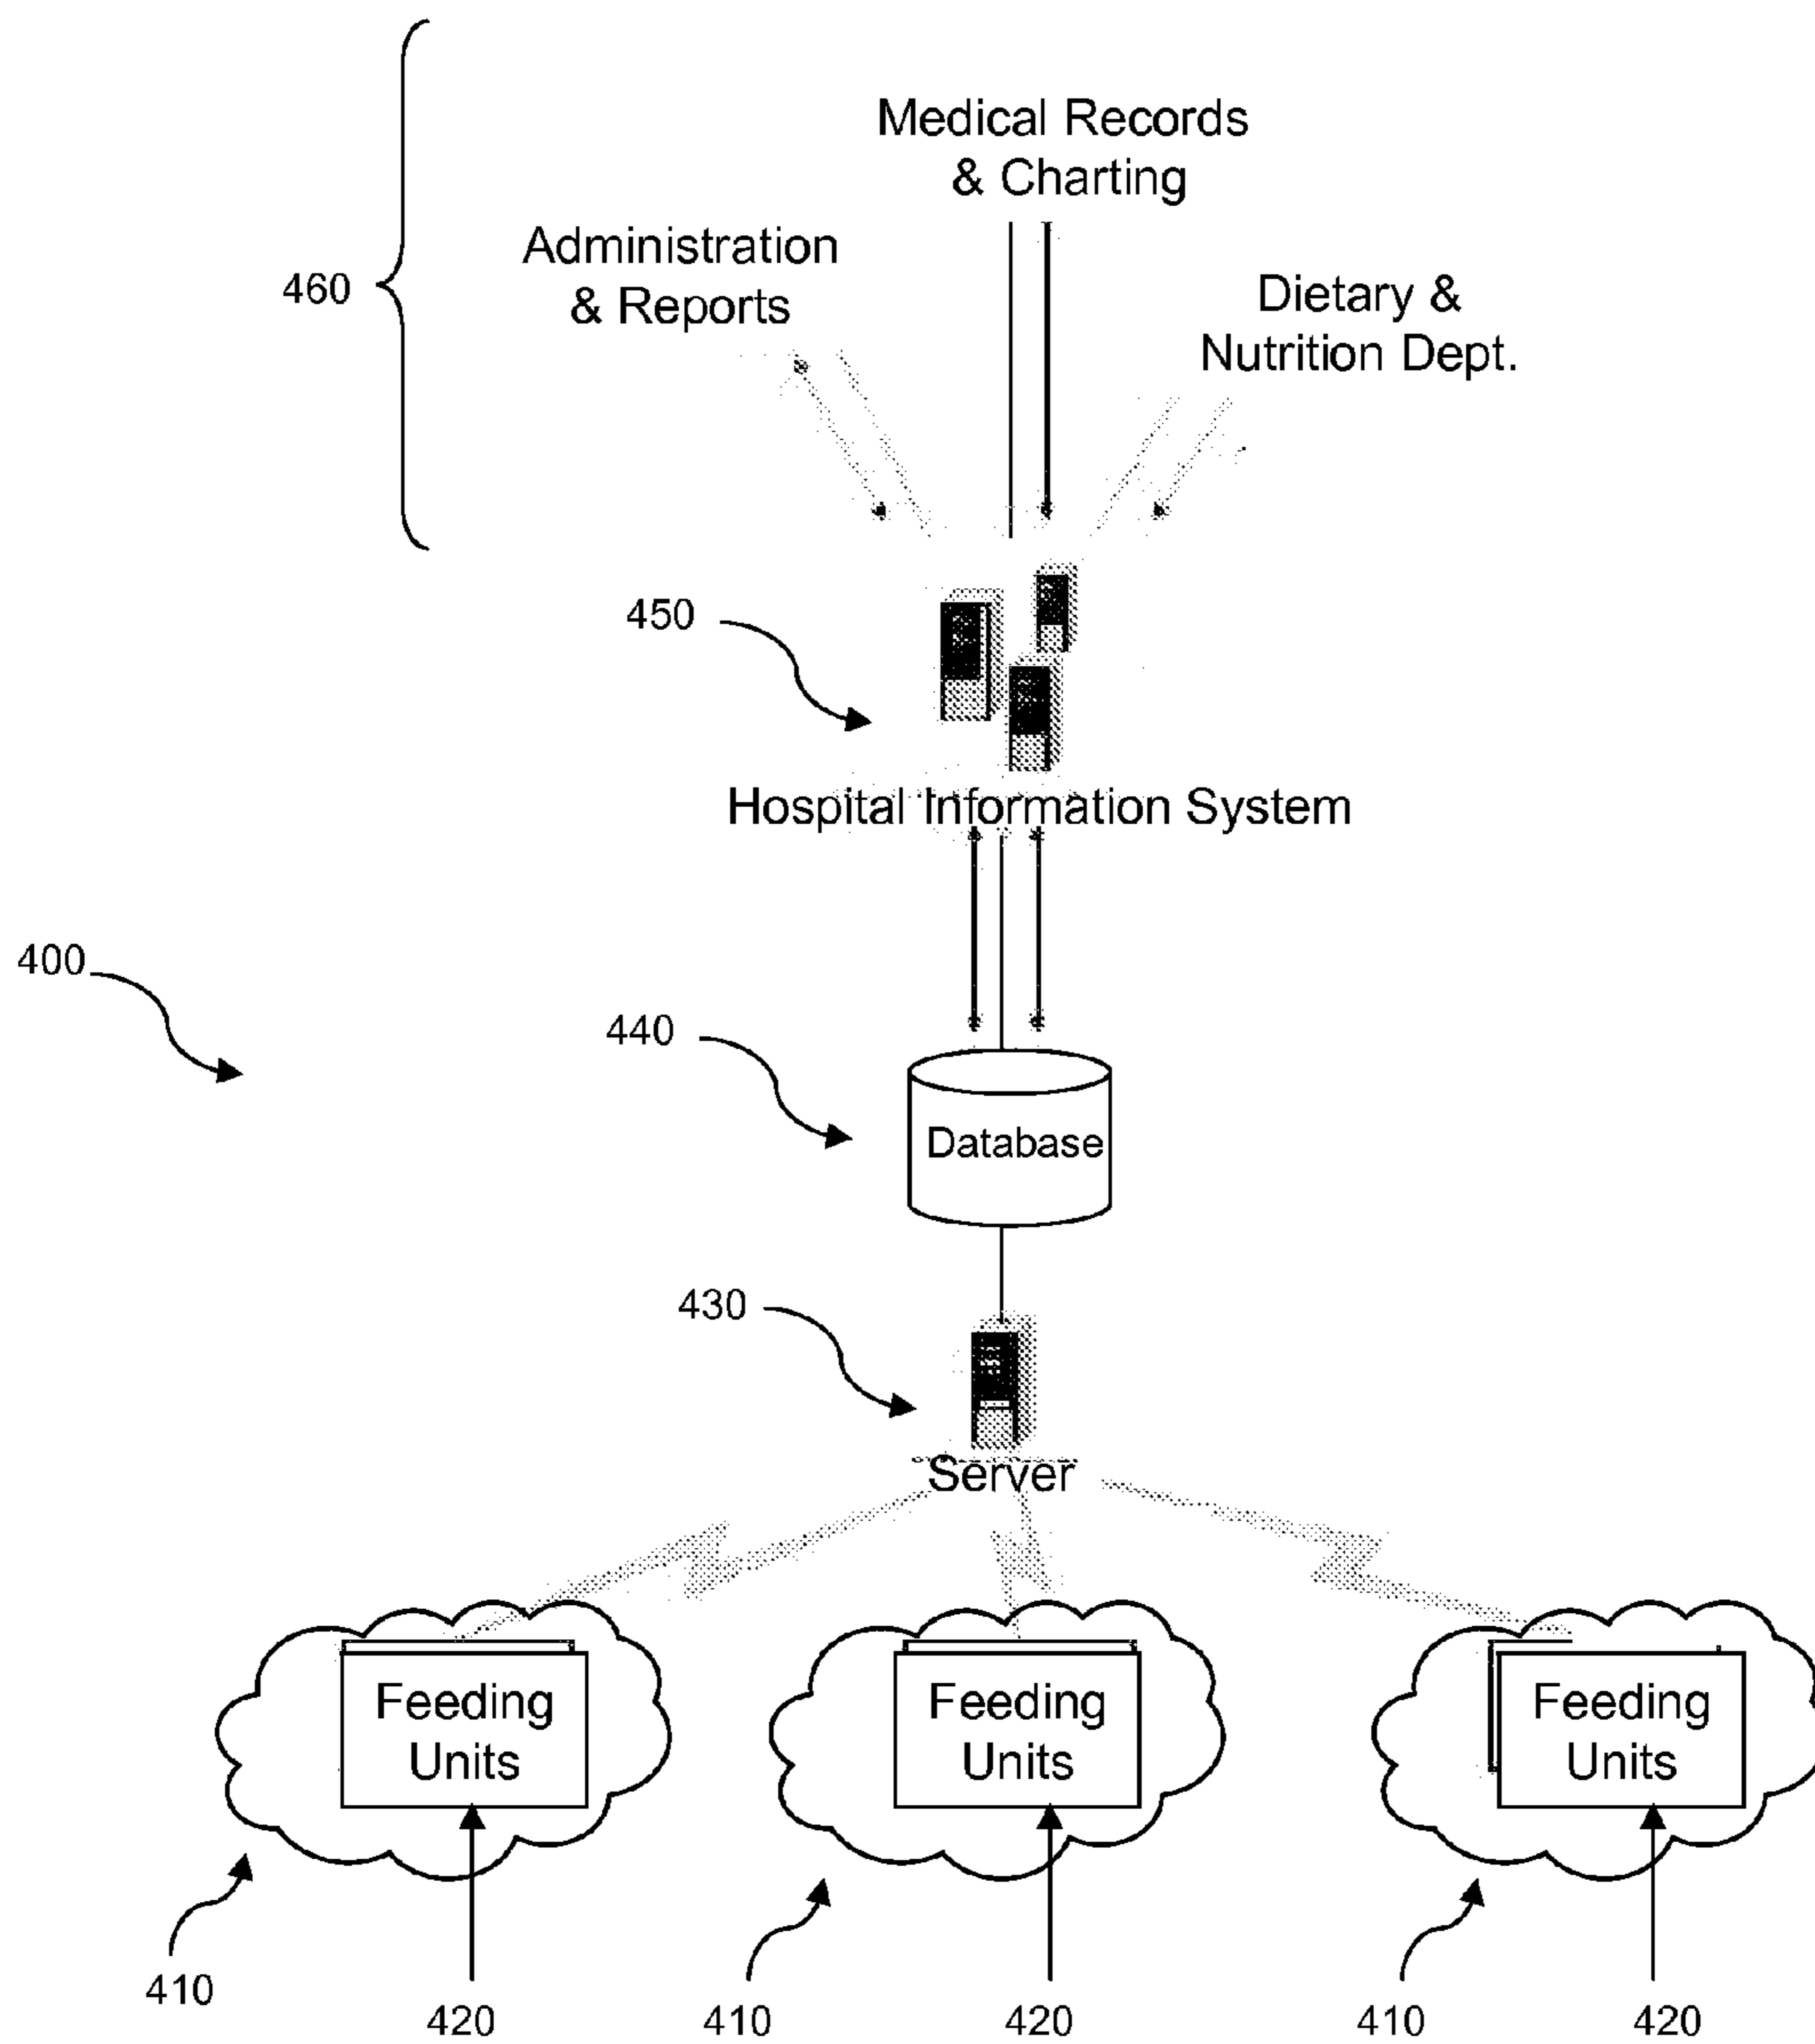 Medical Records
& Charting
Administration
& Reports
460
Dietary &
Nutrition Dept.
450
Hospital Information System
400
440
Database
430
Server
Feeding
Units
Feeding
Units
Feeding
Units
410
420
410
420
410
420